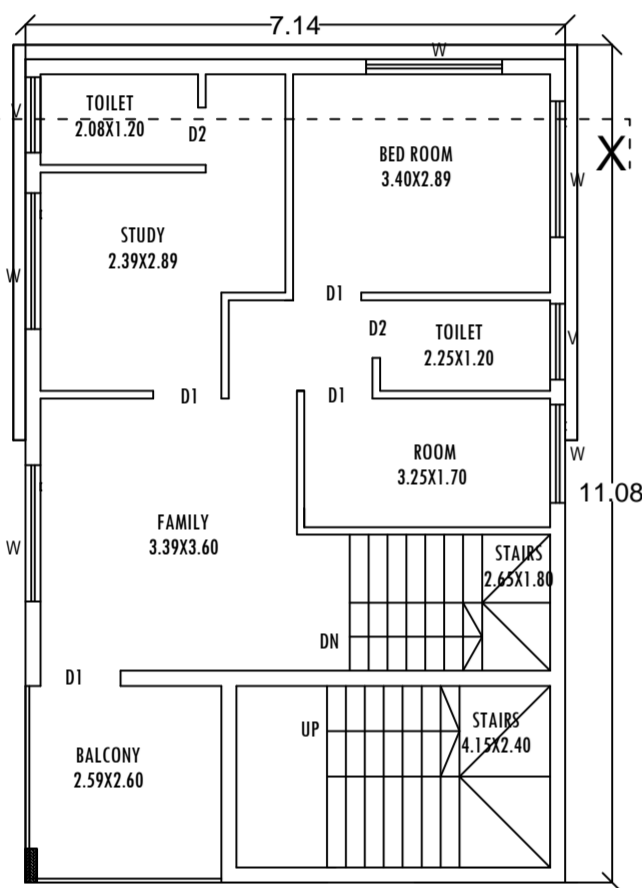 7.14
W
TOILET
2.08X1.20
V
D2
BED ROOM
3.40X2.89
X
W
STUDY
2.39X2.89
W
D1
D2
TOILET
2.25X1.20
V
D1
D1
ROOM
3.25X1.70
W
11.08
FAMILY
3.39X3.60
W
STAIRS
2.65X1.80
DN
D1
UP
STAIRS
4.15X2.40
BALCONY
2.59X2.60